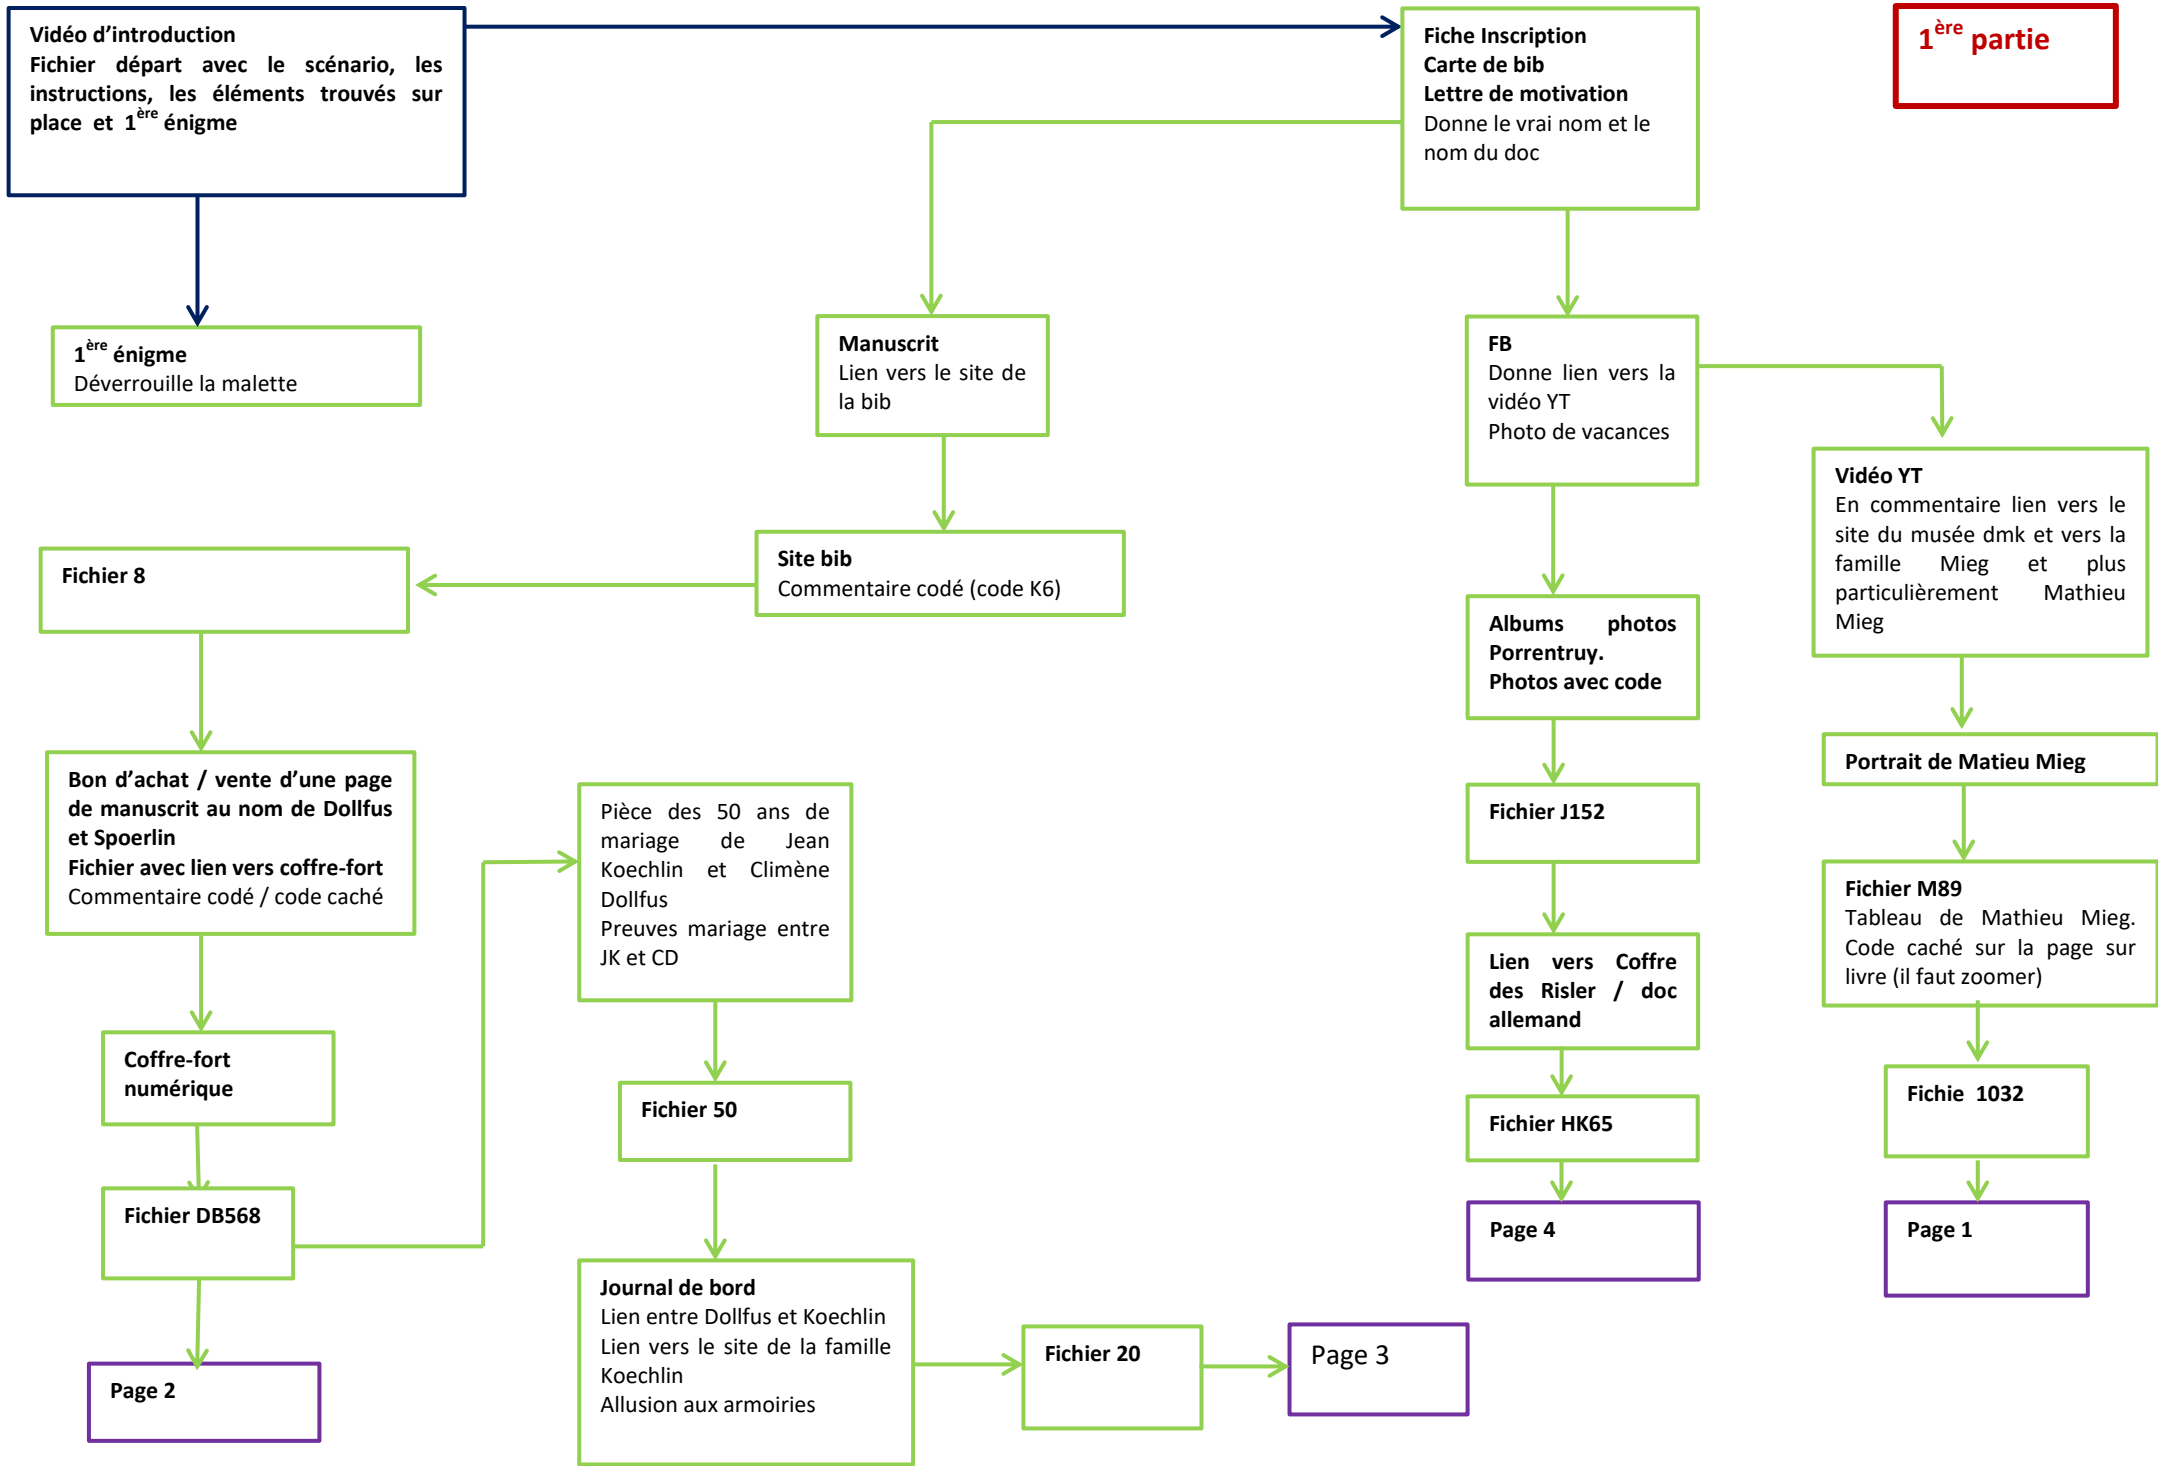 Vidéo d'introduction
Fichier départ avec le scénario, les
instructions, les éléments trouvés sur
place et 1ère énigme
Fiche Inscription
Carte de bib
Lettre de motivation
Donne le vrai nom et le
nom du doc
1ère partie
1ère énigme
Déverrouille la malette
Manuscrit
Lien vers le site de
la bib
FB
Donne lien vers la
vidéo YT
Photo de vacances
Vidéo YT
En commentaire lien vers le
site du musée dmk et vers la
famille Mieg et plus
particulièrement Mathieu
Mieg
Site bib
Commentaire codé (code K6)
Fichier 8
Albums photos
Porrentruy.
Photos avec code
Portrait de Matieu Mieg
Bon d'achat / vente d'une page
de manuscrit au nom de Dollfus
et Spoerlin
Fichier avec lien vers coffre-fort
Commentaire codé / code caché
Pièce des 50 ans de
mariage de Jean
Koechlin et Climène
Dollfus
Preuves mariage entre
JK et CD
Fichier J152
Fichier M89
Tableau de Mathieu Mieg.
Code caché sur la page sur
livre (il faut zoomer)
Lien vers Coffre
des Risler / doc
allemand
Coffre-fort
numérique
Fichier 50
Fichier HK65
Fichie 1032
Fichier DB568
Page 4
Page 1
Journal de bord
Lien entre Dollfus et Koechlin
Lien vers le site de la famille
Koechlin
Allusion aux armoiries
Fichier 20
Page 3
Page 2